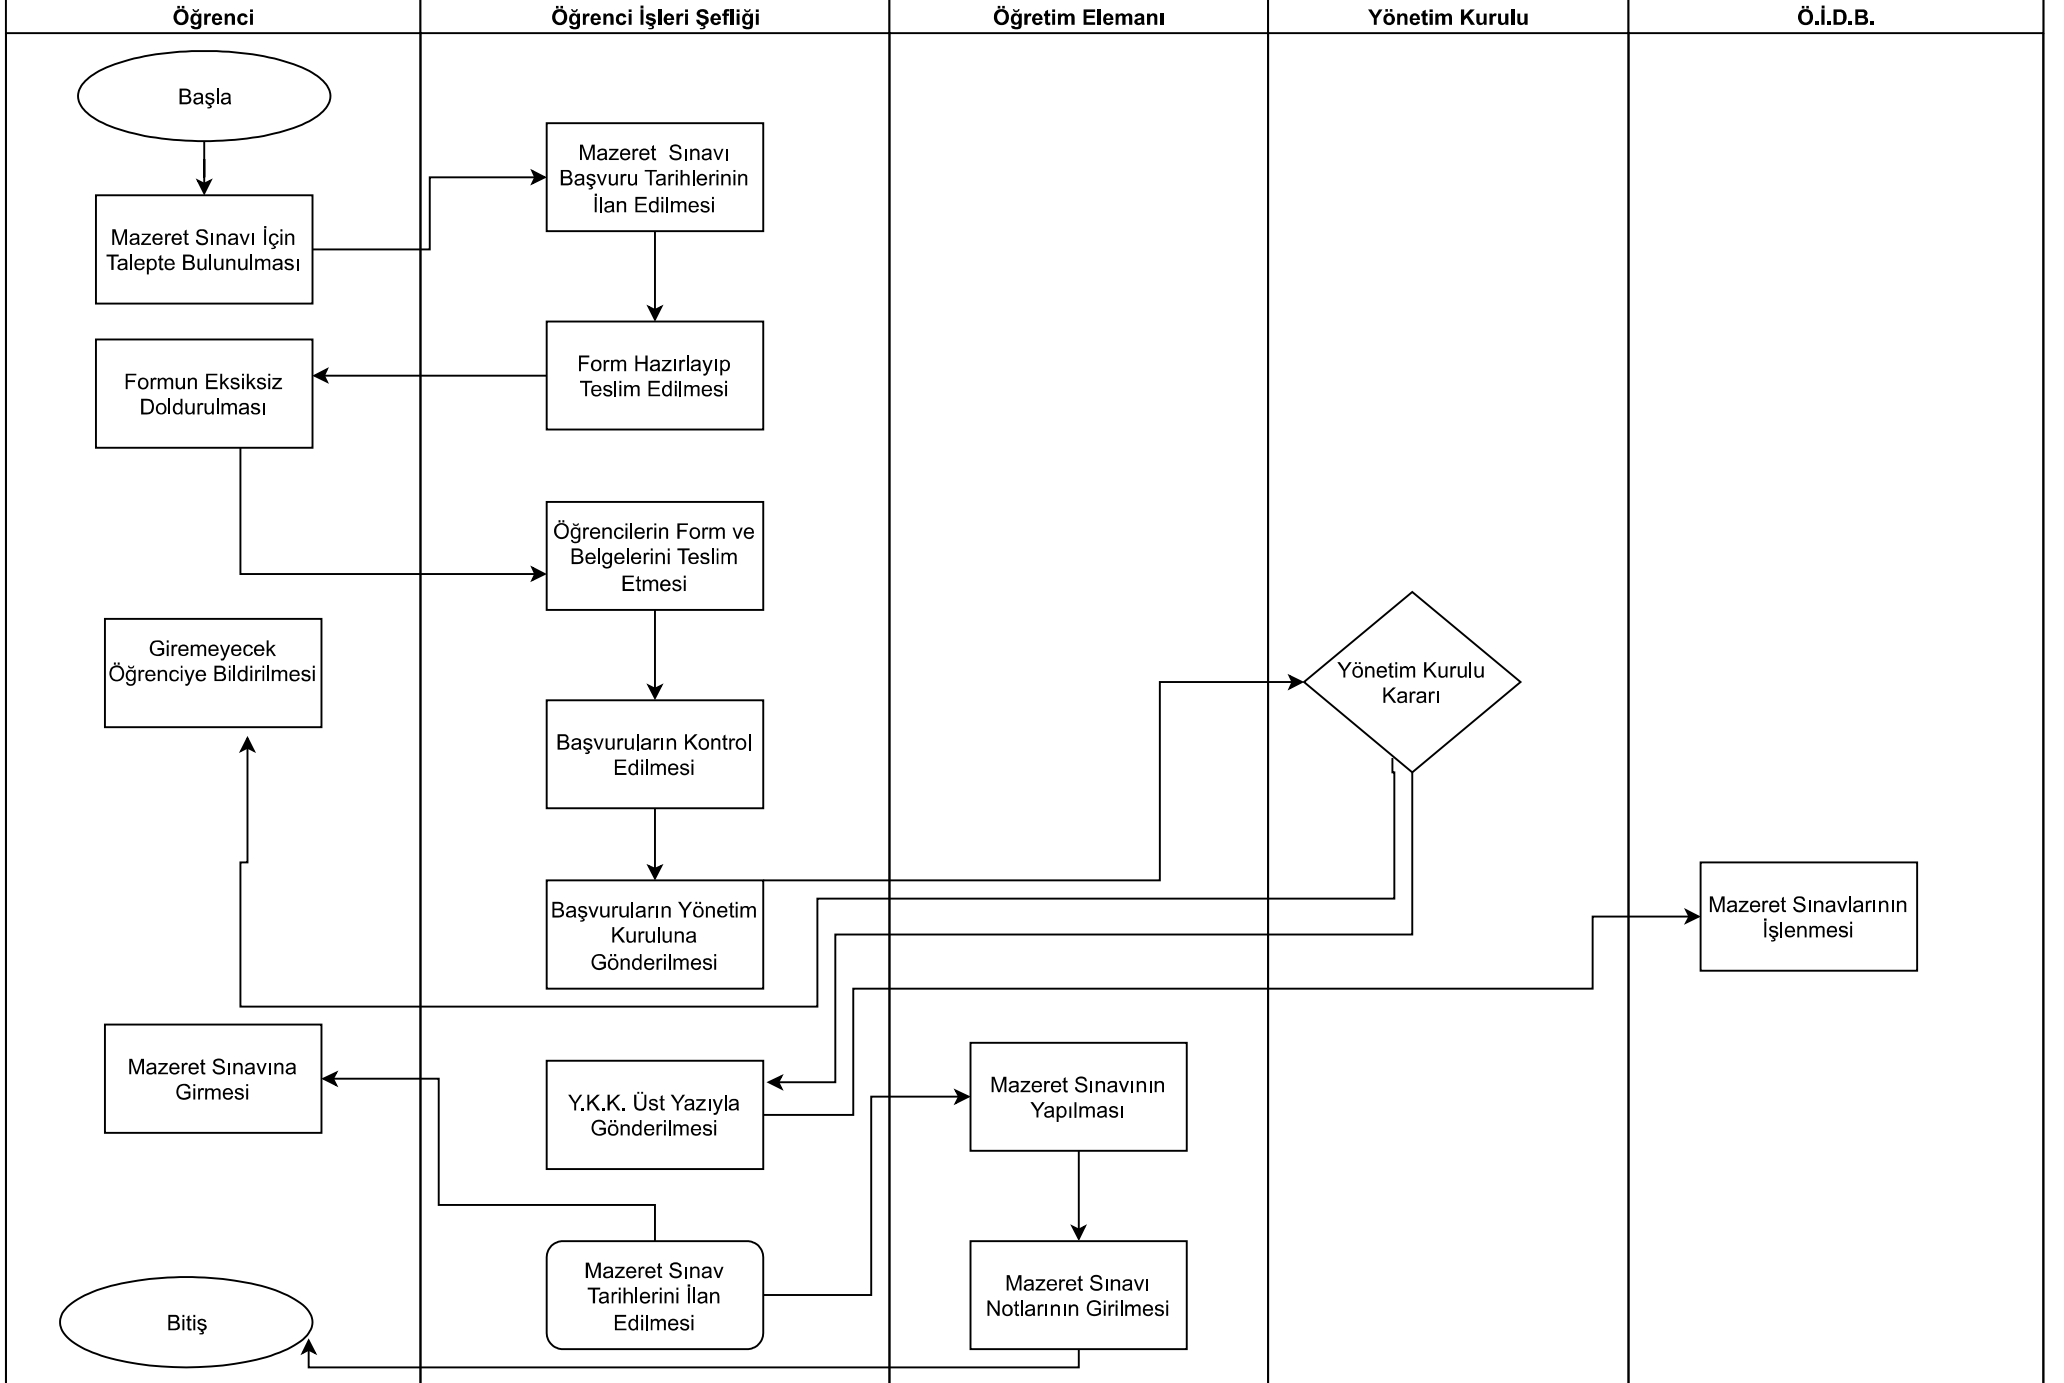 Öğrenci
Öğrenci İşleri Şefliği
Öğretim Elemanı
Yönetim Kurulu
Ö.İ.D.B.
Başla
Mazeret Sınavı
Başvuru Tarihlerinin
İlan Edilmesi
Mazeret Sınavı İçin
Talepte Bulunulması
Form Hazırlayıp
Teslim Edilmesi
Formun Eksiksiz
Doldurulması
Öğrencilerin Form ve
Belgelerini Teslim
Etmesi
Giremeyecek
Öğrenciye Bildirilmesi
Yönetim Kurulu
Kararı
Başvuruların Kontrol
Edilmesi
Başvuruların Yönetim
Kuruluna
Gönderilmesi
Mazeret Sınavlarının
İşlenmesi
Mazeret Sınavına
Girmesi
Y.K.K. Üst Yazıyla
Gönderilmesi
Mazeret Sınavının
Yapılması
Mazeret Sınav
Tarihlerini İlan
Edilmesi
Mazeret Sınavı
Notlarının Girilmesi
Bitiş